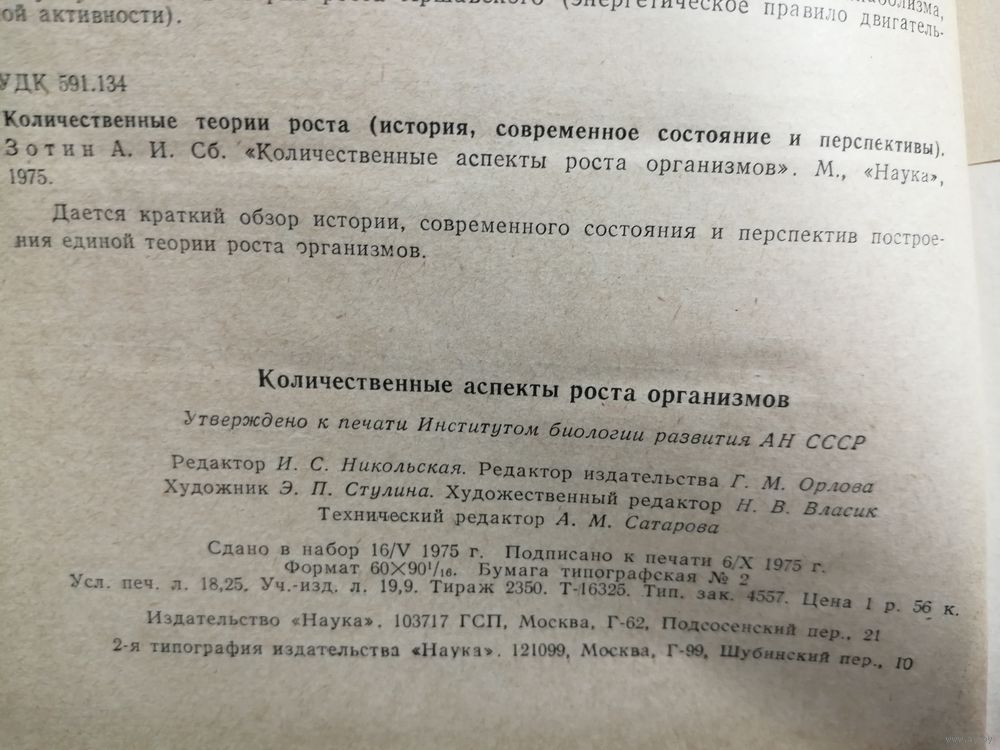 роста Аршавского (энергетическое правило двигатель-
ой активности).
УДК 591.134
Количественные теории роста (история, современное состояние и перспективы).
Зотин А. И. Сб. «Количественные аспекты роста организмов». М., «Наука»,
1975.
Дается краткий обзор истории, современного состояния и перспектив построе-
ния единой теории роста организмов.
Количественные аспекты роста организмов
Утверждено к печати Институтом биологии развития АН СССР
Редактор И. С. Никольская. Редактор издательства Г. М. Орлова
Художник Э. П. Стулина. Художественный редактор Н. В. Власик
Технический редактор А. М. Сатарова
Сдано в набор 16/V 1975 г. Подписано к печати 6/X 1975 г.
Формат 60×90¹/₁₆. Бумага типографская № 2
Усл. печ. л. 18,25. Уч.-изд. л. 19,9. Тираж 2350. Т-16325. Тип. зак. 4557. Цена 1 р. 56 к.
Издательство «Наука». 103717 ГСП, Москва, Г-62, Подсосенский пер., 21
2-я типография издательства «Наука». 121099, Москва, Г-99, Шубинский пер., 10